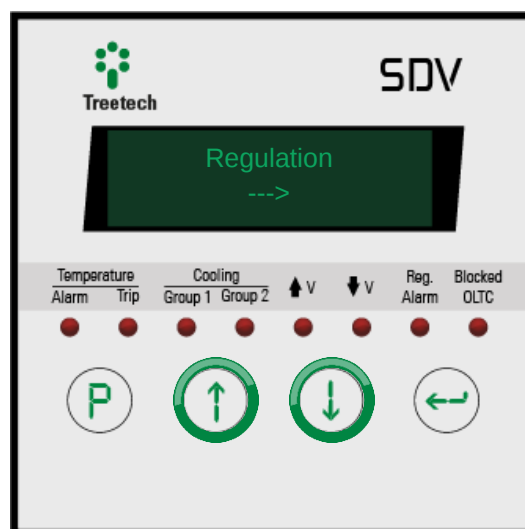 Treetech
SDV
Regulation
--->
Temperature
Alarm Trip
Cooling
Group 1 Group 2
V
V
Reg.
Alarm
Blocked
OLTC
P